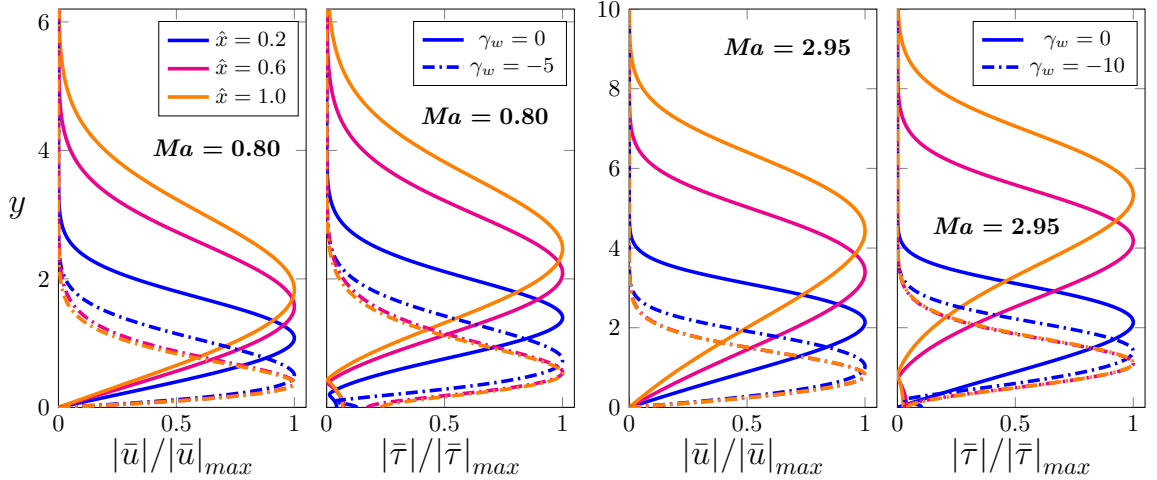 6
4
2
0
y
x̂ = 0.2
x̂ = 0.6
x̂ = 1.0
Ma = 0.80
0
0.5
1
|ū|/|ū|max
γw = 0
γw = −5
Ma = 0.80
0
0.5
1
|τ̄|/|τ̄|max
10
8
6
4
2
0
Ma = 2.95
0
0.5
1
|ū|/|ū|max
γw = 0
γw = −10
Ma = 2.95
0
0.5
1
|τ̄|/|τ̄|max